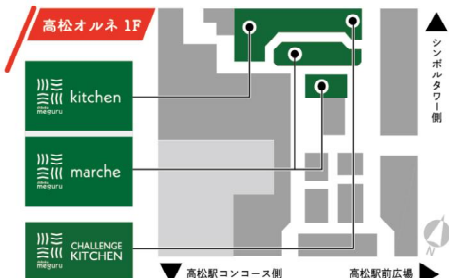 高松オルネ 1F
シンボルタワー側
kitchen
meguru
marche
meguru
CHALLENGE
KITCHEN
meguru
N
高松駅コンコース側
高松駅前広場